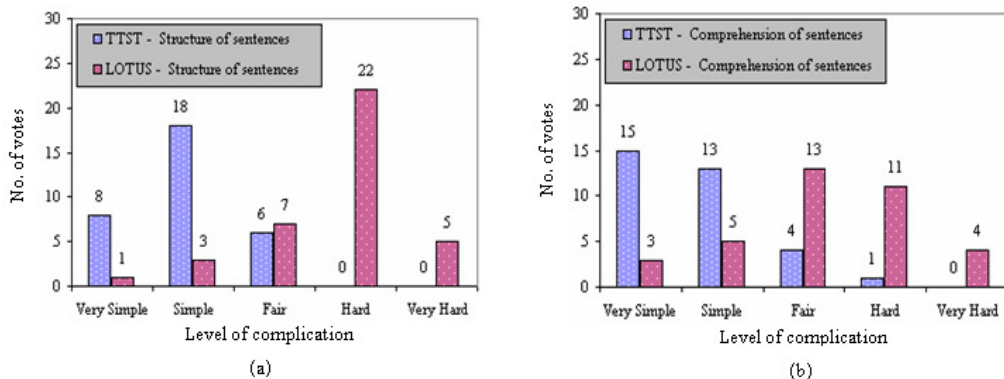 30
25
20
15
10
5
0
No. of votes
TTST - Structure of sentences
LOTUS - Structure of sentences
8
1
18
3
6
7
0
22
0
5
Very Simple
Simple
Fair
Hard
Very Hard
Level of complication
(a)
30
25
20
15
10
5
0
No. of votes
TTST - Comprehension of sentences
LOTUS - Comprehension of sentences
15
3
13
5
4
13
1
11
0
4
Very Simple
Simple
Fair
Hard
Very Hard
Level of complication
(b)